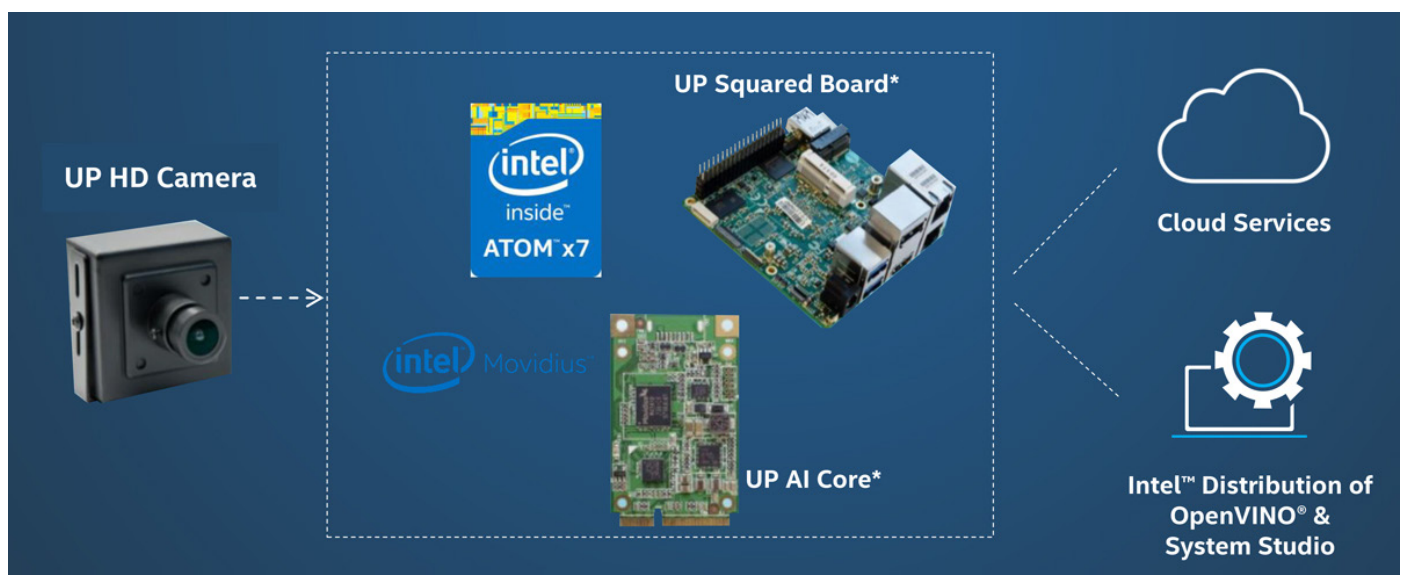 UP HD Camera
intel
inside™
ATOM™ x7
UP Squared Board*
intel Movidius™
UP AI Core*
Cloud Services
Intel™ Distribution of
OpenVINO® &
System Studio